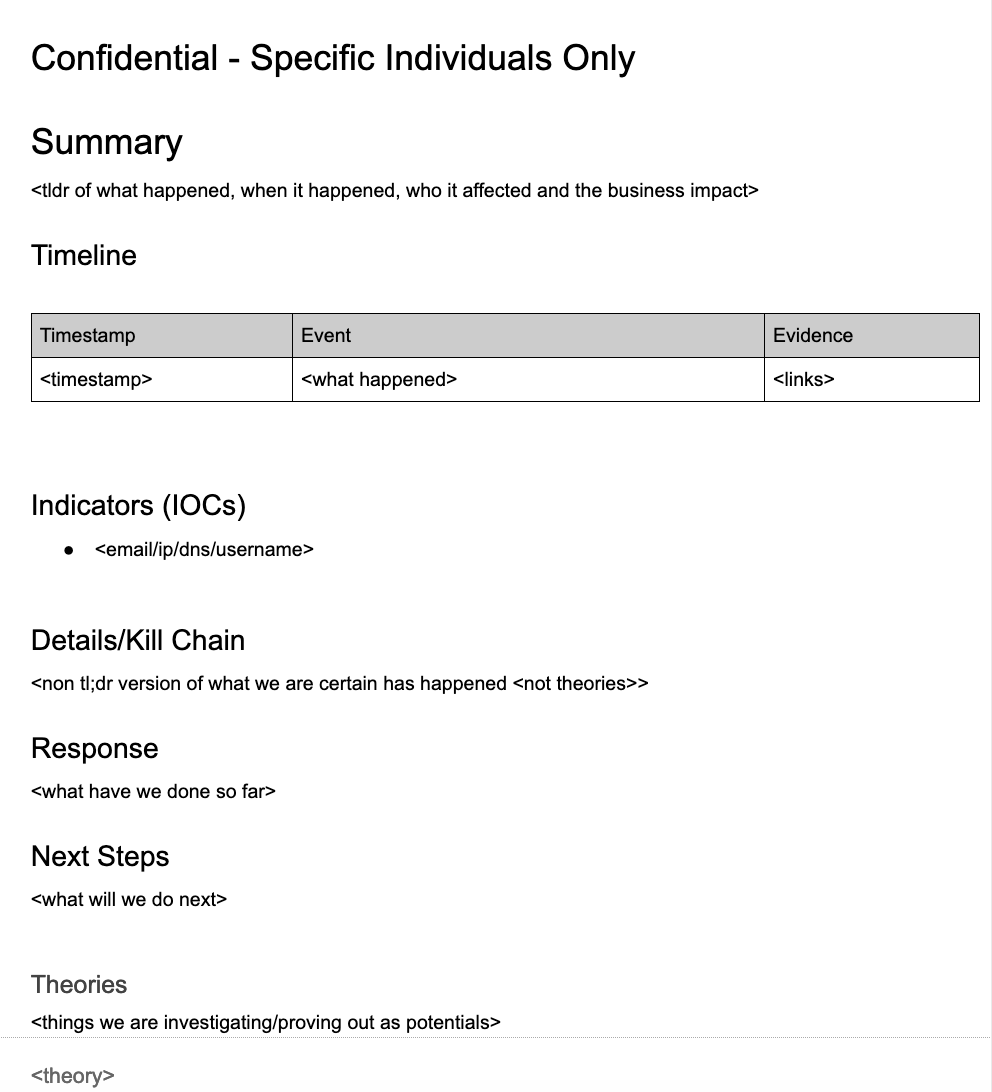 Confidential - Specific Individuals Only
Summary
<tldr of what happened, when it happened, who it affected and the business impact>
Timeline
Timestamp Event Evidence
<timestamp> <what happened> <links>
Indicators (IOCs)
● <email/ip/dns/username>
Details/Kill Chain
<non tl;dr version of what we are certain has happened <not theories>>
Response
<what have we done so far>
Next Steps
<what will we do next>
Theories
<things we are investigating/proving out as potentials>
<theory>